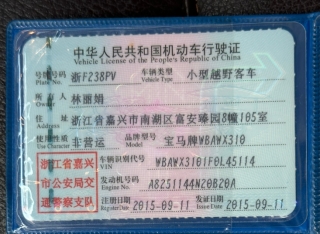 中华人民共和国机动车行驶证
Vehicle License of the People's Republic of China
号牌号码 浙FZ38PV 车辆类型 小型越野客车
Plate No. Vehicle Type
所有人 林丽娟
Owner
住址 浙江省嘉兴市南湖区富安臻园8幢105室
Address
使用性质 非营运 品牌型号 宝马牌WBAWX310
Use Character Model
浙江省嘉兴市公安局交通警察支队
车辆识别代号 WBAWX3101F0L45114
VIN
发动机号码 A8251144N20B20A
Engine No.
注册日期 2015-09-11 发证日期 2015-09-11
Register Date Issue Date